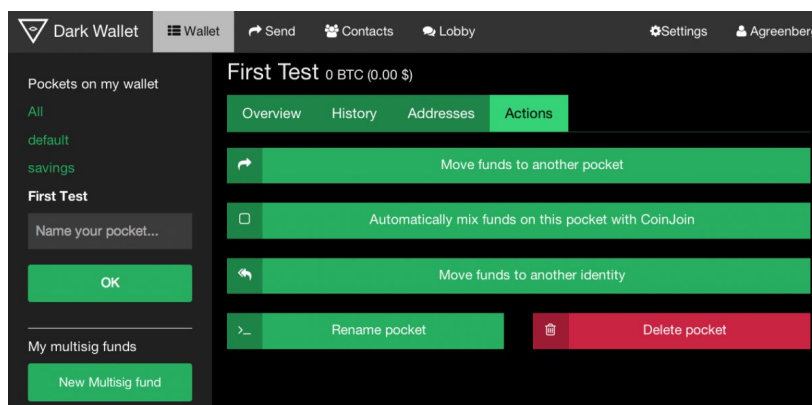 Dark Wallet Wallet Send Contacts Lobby Settings Agreenberg
Pockets on my wallet
All
default
savings
First Test
Name your pocket...
OK
My multisig funds
New Multisig fund
First Test 0 BTC (0.00 $)
Overview History Addresses Actions
Move funds to another pocket
Automatically mix funds on this pocket with CoinJoin
Move funds to another identity
Rename pocket Delete pocket